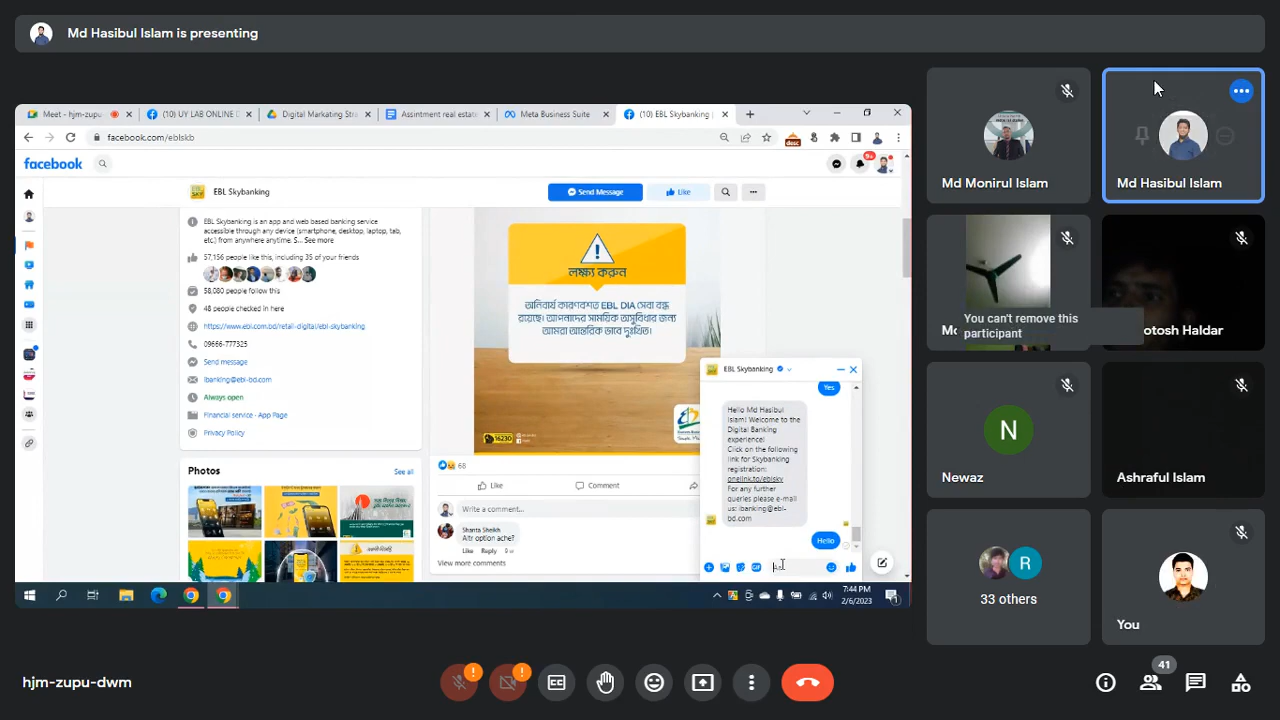 Md Hasibul Islam is presenting
Meet - hjm-zupu
(10) UY LAB ONLINE D
Digital Marketing Stra
Assintment real estate
Meta Business Suite
(10) EBL Skybanking
facebook.com/eblskb
desc
facebook
9+
EBL Skybanking
Send Message
Like
EBL Skybanking is an app and web based banking service
accessible through any device (smartphone, desktop, laptop, tab,
etc.) from anywhere anytime. S... See more
57,156 people like this, including 35 of your friends
58,080 people follow this
48 people checked in here
https://www.ebl.com.bd/retail-digital/ebl-skybanking
09666-777325
Send message
ibanking@ebl-bd.com
Always open
Financial service · App Page
Privacy Policy
Photos
See all
লক্ষ্য করুন
অনিবার্য কারণবশত EBL DIA সেবা বন্ধ
রয়েছে। আপনাদের সাময়িক অসুবিধার জন্য
আমরা আন্তরিক ভাবে দুঃখিত।
16230
68
Like
Comment
Write a comment...
Shanta Sheikh
Like Reply
View more comments
EBL Skybanking
Yes
Hello Md Hasibul
Islam! Welcome to the
Digital Banking
experience!
Click on the following
link for Skybanking
registration:
onelink.to/eblsky
For any further
queries please e-mail
us: ibanking@ebl-
bd.com
Hello
7:44 PM
2/6/2023
Md Monirul Islam
Md Hasibul Islam
You can't remove this
participant
otosh Haldar
N
Newaz
Ashraful Islam
R
33 others
You
hjm-zupu-dwm
41